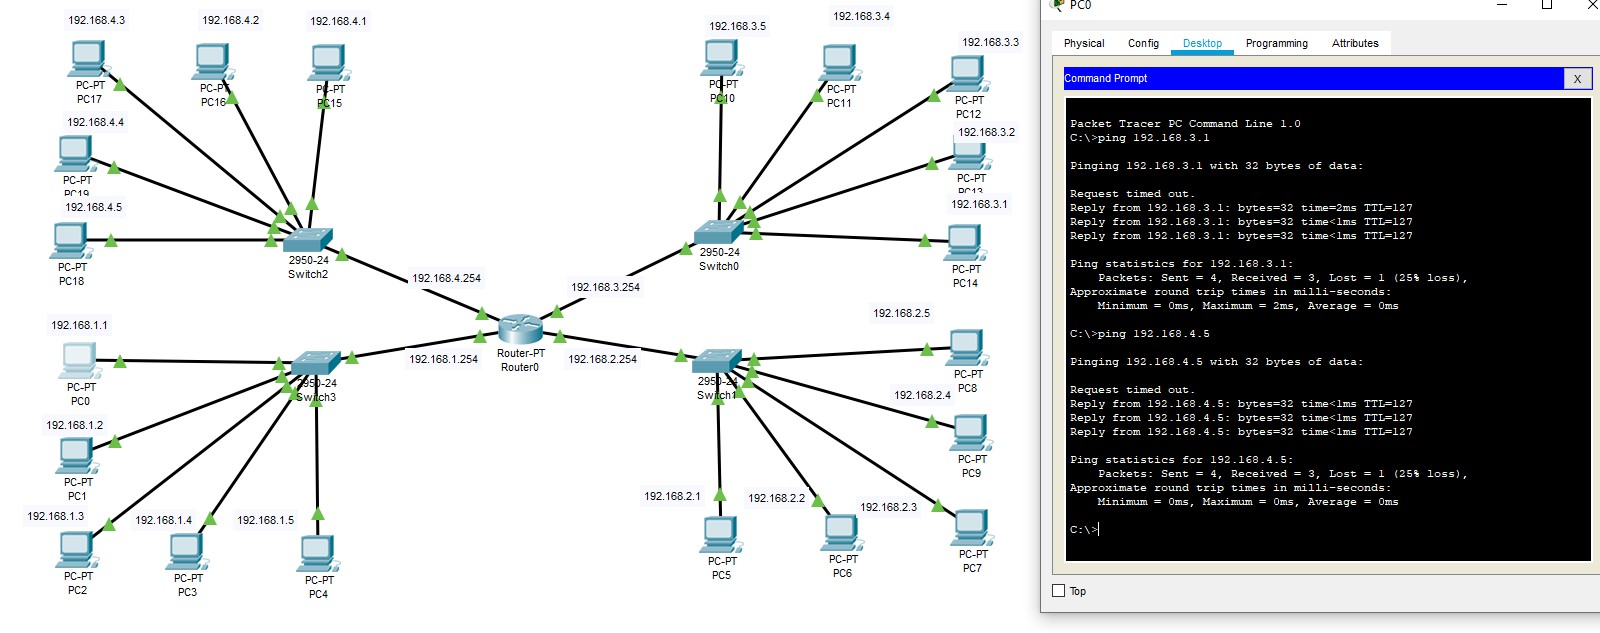 192.168.4.3
192.168.4.2
192.168.4.1
PC-PT
PC17
PC-PT
PC16
PC-PT
PC15
192.168.4.4
PC-PT
PC19
192.168.4.5
PC-PT
PC18
2950-24
Switch2
192.168.4.254
192.168.3.5
192.168.3.4
192.168.3.3
PC-PT
PC10
PC-PT
PC11
PC-PT
PC12
192.168.3.2
PC-PT
PC13
192.168.3.1
PC-PT
PC14
2950-24
Switch0
192.168.3.254
Router-PT
Router0
192.168.1.254
192.168.2.254
192.168.1.1
PC-PT
PC0
2950-24
Switch3
192.168.1.2
PC-PT
PC1
192.168.1.3
PC-PT
PC2
192.168.1.4
PC-PT
PC3
192.168.1.5
PC-PT
PC4
192.168.2.5
PC-PT
PC8
2950-24
Switch1
192.168.2.4
PC-PT
PC9
192.168.2.1
PC-PT
PC5
192.168.2.2
PC-PT
PC6
192.168.2.3
PC-PT
PC7
PC0
Physical Config Desktop Programming Attributes
Command Prompt X
Packet Tracer PC Command Line 1.0
C:\>ping 192.168.3.1
Pinging 192.168.3.1 with 32 bytes of data:
Request timed out.
Reply from 192.168.3.1: bytes=32 time=2ms TTL=127
Reply from 192.168.3.1: bytes=32 time<1ms TTL=127
Reply from 192.168.3.1: bytes=32 time<1ms TTL=127
Ping statistics for 192.168.3.1:
Packets: Sent = 4, Received = 3, Lost = 1 (25% loss),
Approximate round trip times in milli-seconds:
Minimum = 0ms, Maximum = 2ms, Average = 0ms
C:\>ping 192.168.4.5
Pinging 192.168.4.5 with 32 bytes of data:
Request timed out.
Reply from 192.168.4.5: bytes=32 time<1ms TTL=127
Reply from 192.168.4.5: bytes=32 time<1ms TTL=127
Reply from 192.168.4.5: bytes=32 time<1ms TTL=127
Ping statistics for 192.168.4.5:
Packets: Sent = 4, Received = 3, Lost = 1 (25% loss),
Approximate round trip times in milli-seconds:
Minimum = 0ms, Maximum = 0ms, Average = 0ms
C:\>
Top